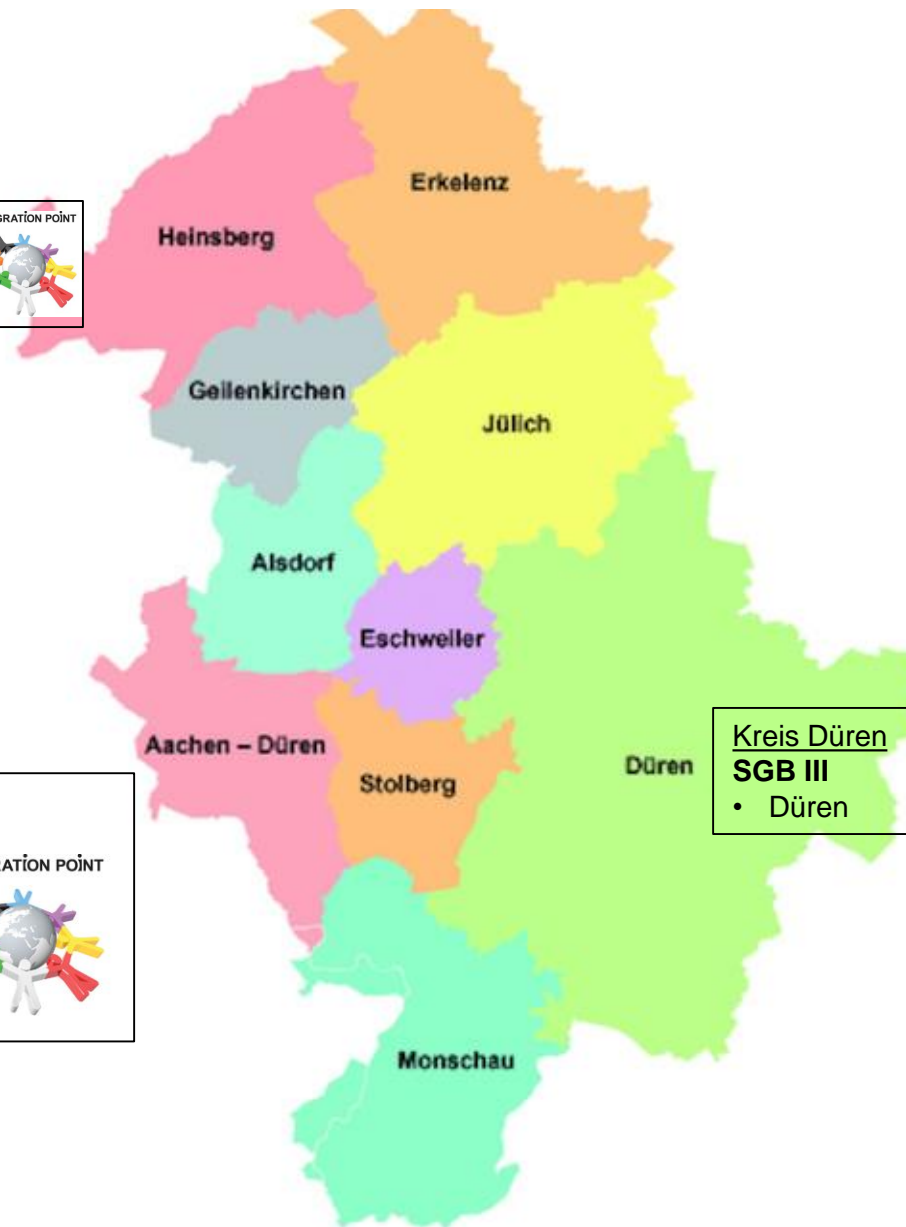 Erkelenz
GRATION POINT
Heinsberg
Geilenkirchen
Jülich
Alsdorf
Eschweiler
Aachen – Düren
Stolberg
Düren
Kreis Düren
SGB III
• Düren
RATION POINT
Monschau